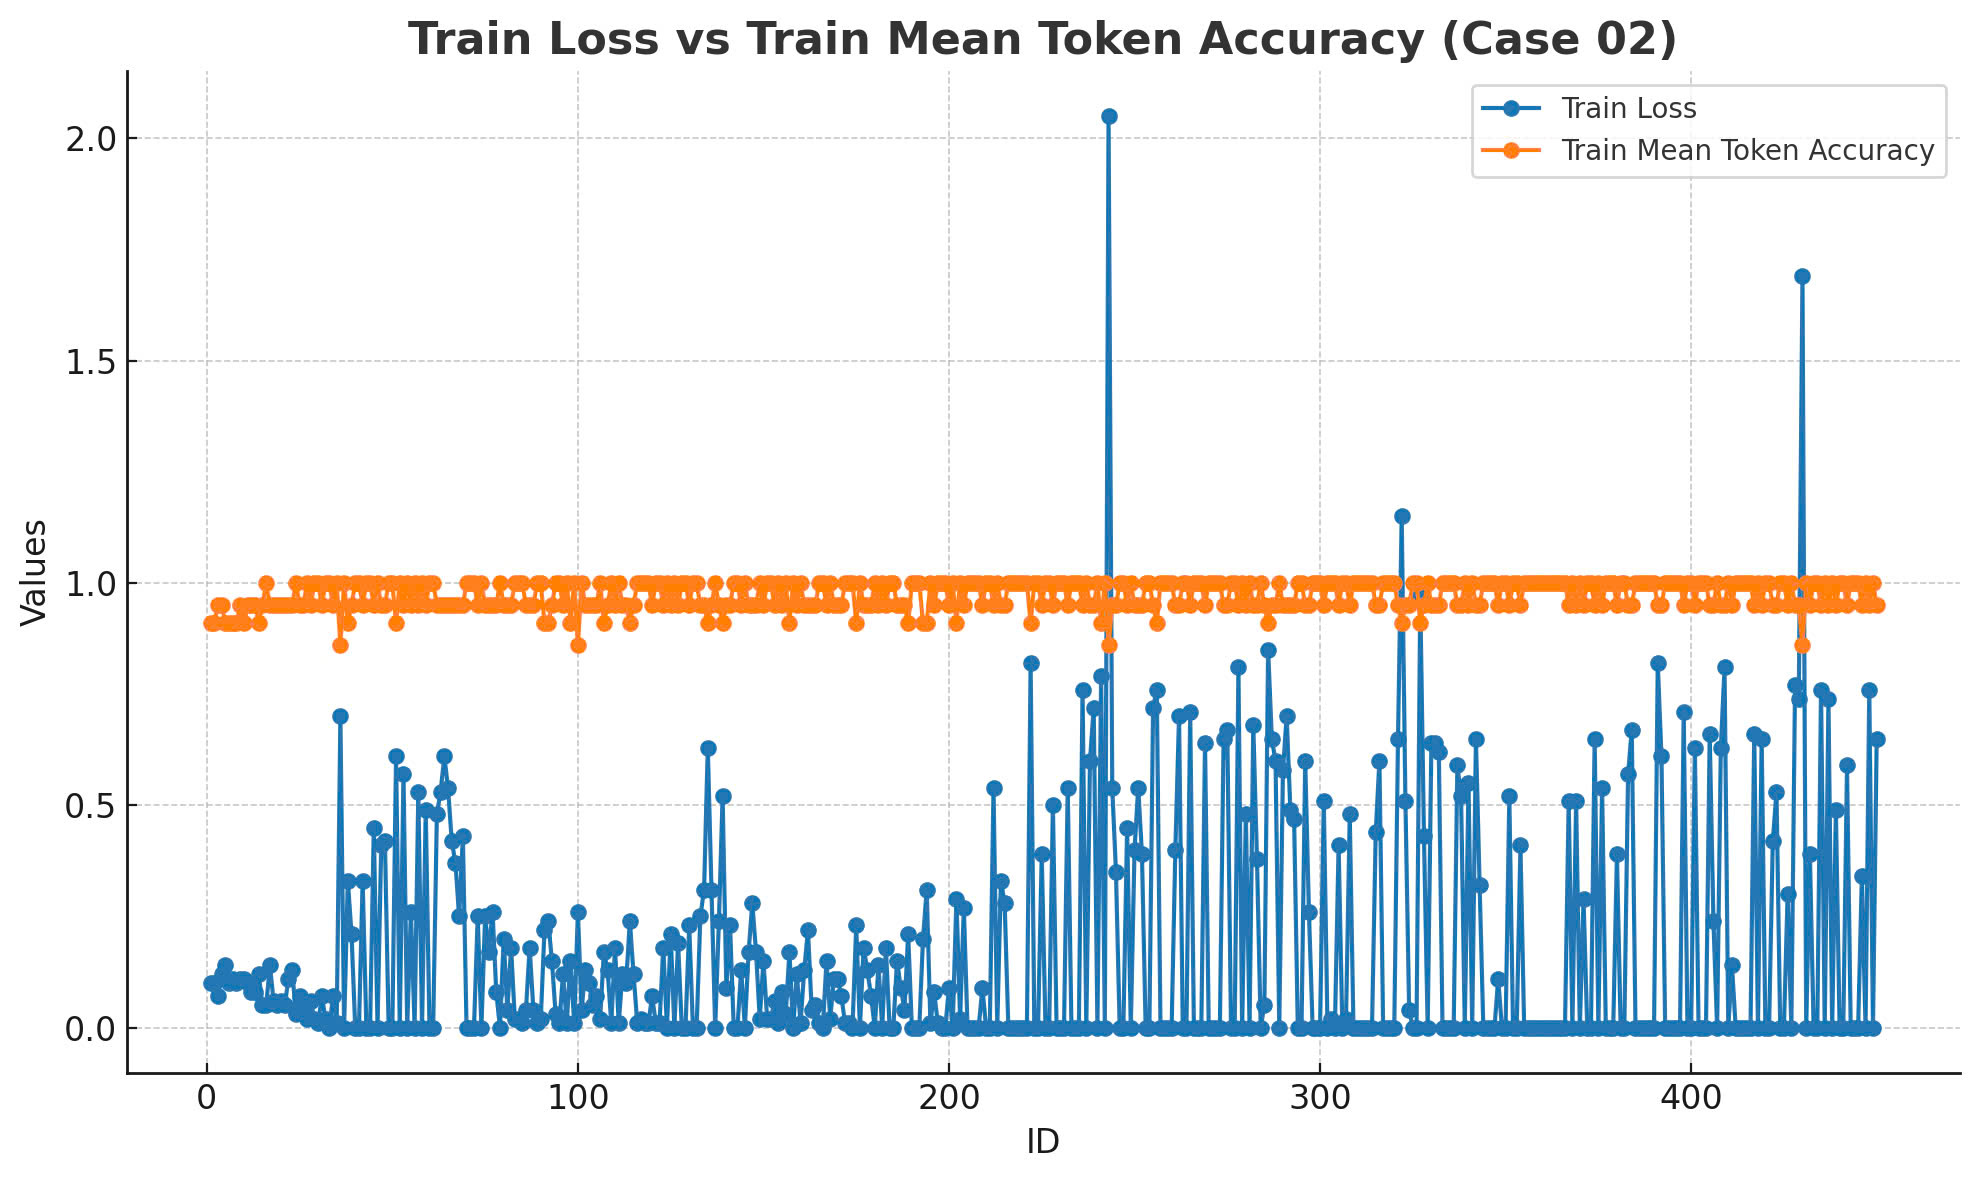 Train Loss vs Train Mean Token Accuracy (Case 02)
Train Loss
Train Mean Token Accuracy
2.0
1.5
1.0
0.5
0.0
Values
0 100 200 300 400
ID